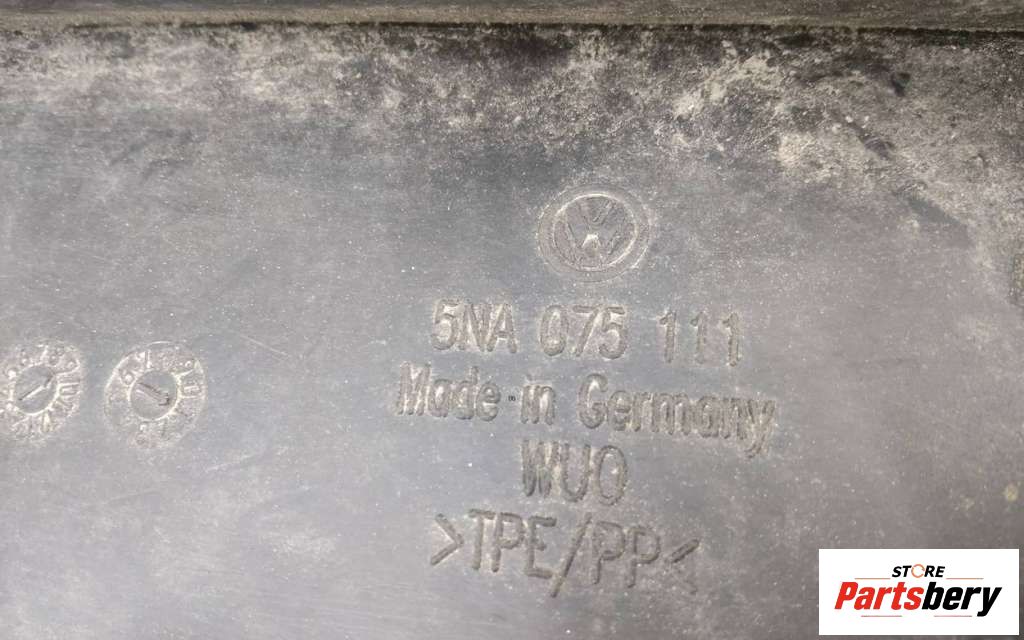 5NA 075 111
Made in Germany
WUO
>TPE/PP<
STORE
Partsbery